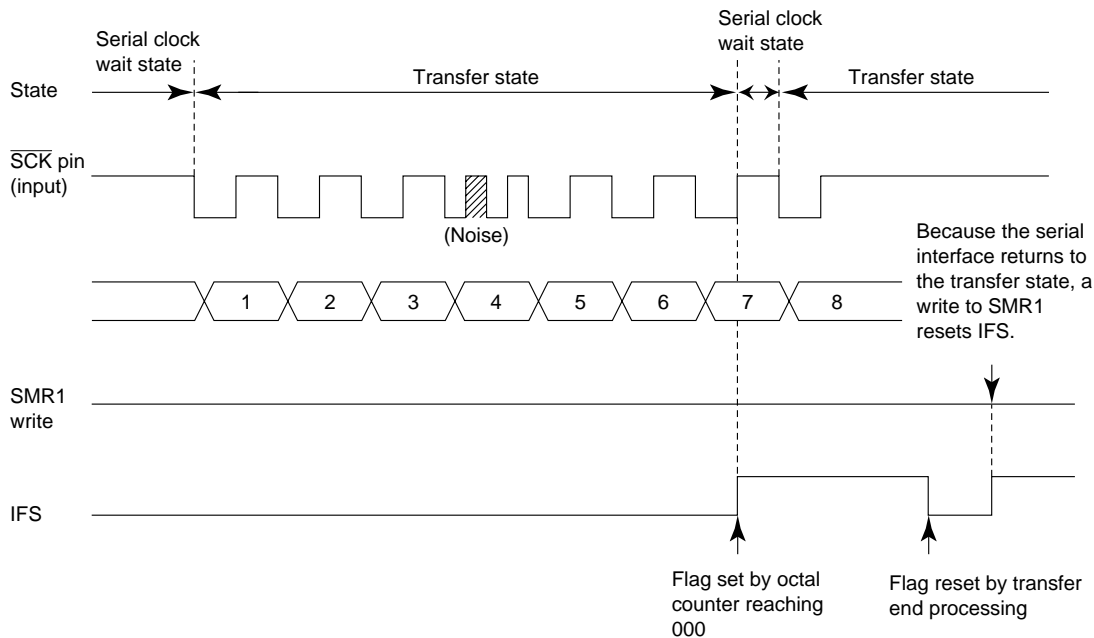 Serial clock
wait state
Serial clock
wait state
State
Transfer state
Transfer state
SCK pin
(input)
(Noise)
Because the serial
interface returns to
the transfer state, a
write to SMR1
resets IFS.
1 2 3 4 5 6 7 8
SMR1
write
IFS
Flag set by octal
counter reaching
000
Flag reset by transfer
end processing